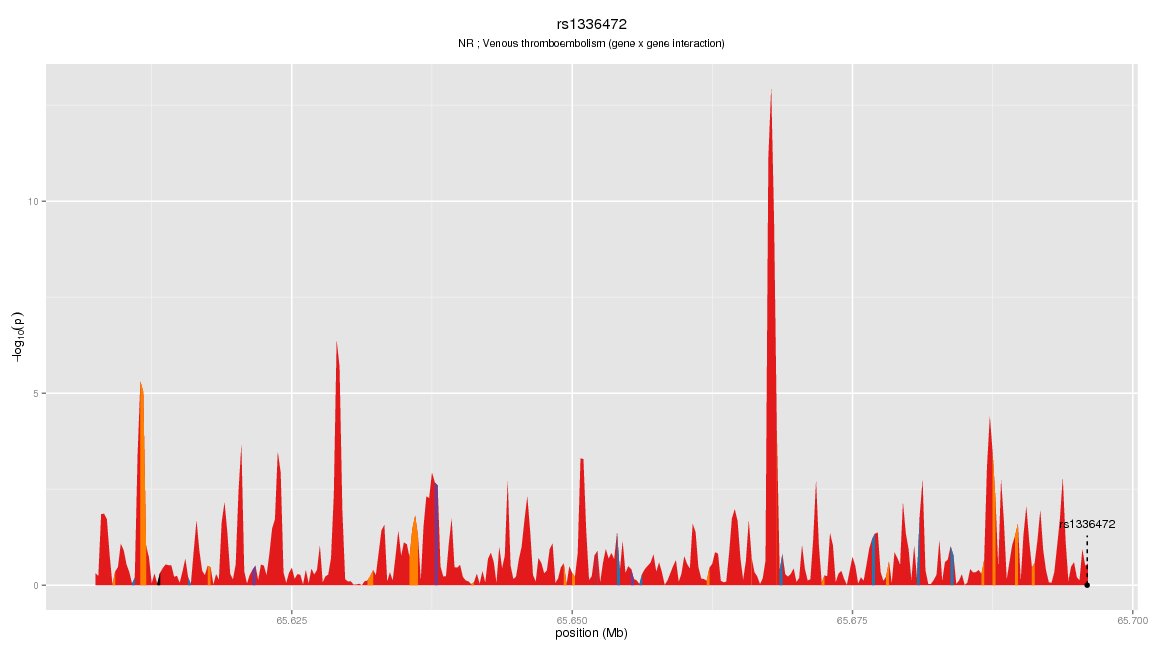 rs1336472
NR ; Venous thromboembolism (gene x gene interaction)
10
5
0
−log10(p)
rs1336472
65.625
65.650
65.675
65.700
position (Mb)